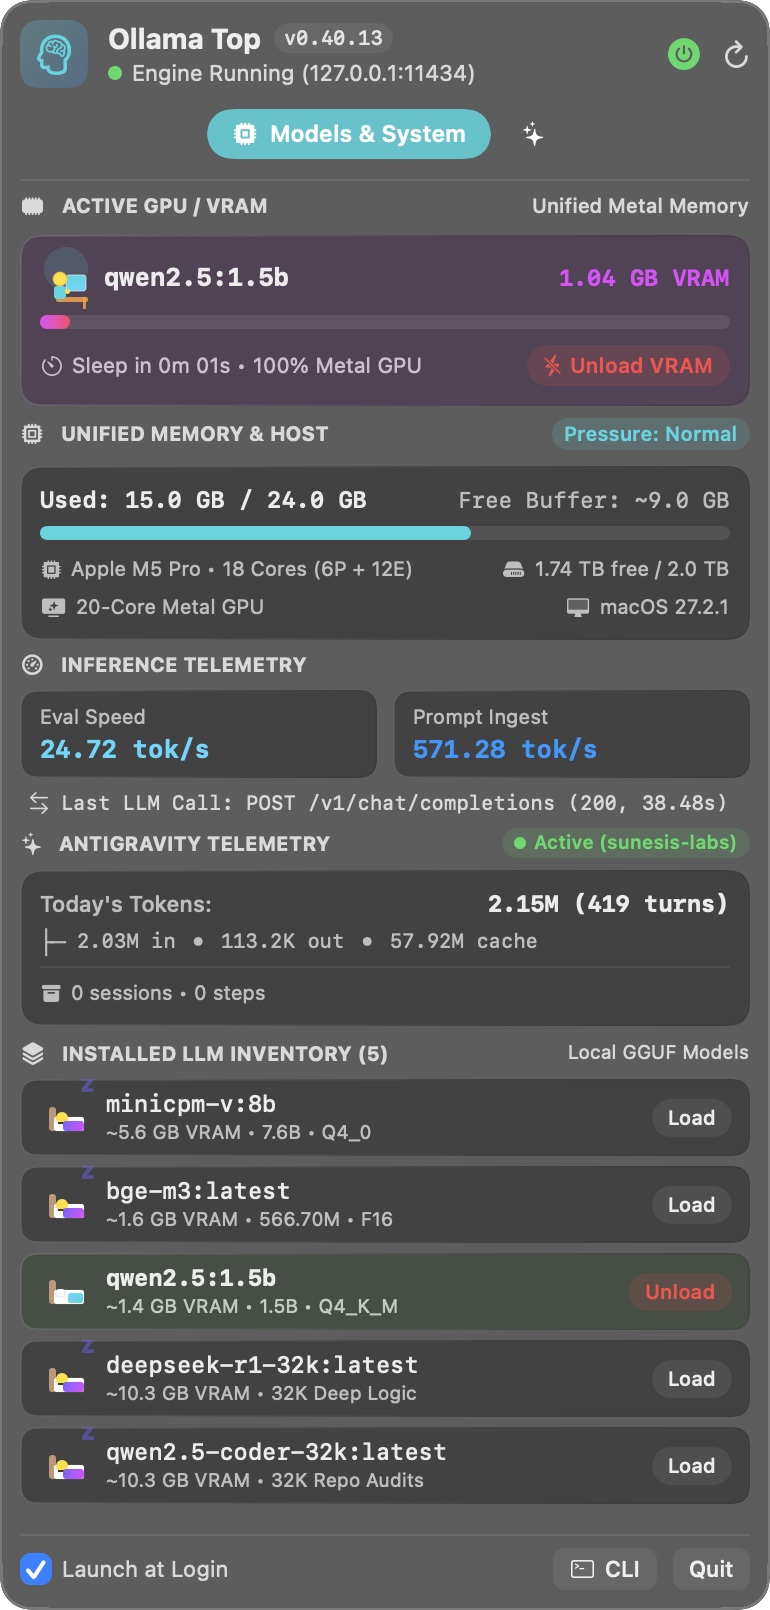 Ollama Top v0.40.13
Engine Running (127.0.0.1:11434)
Models & System
ACTIVE GPU / VRAM Unified Metal Memory
qwen2.5:1.5b 1.04 GB VRAM
Sleep in 0m 01s • 100% Metal GPU Unload VRAM
UNIFIED MEMORY & HOST Pressure: Normal
Used: 15.0 GB / 24.0 GB Free Buffer: ~9.0 GB
Apple M5 Pro • 18 Cores (6P + 12E) 1.74 TB free / 2.0 TB
20-Core Metal GPU macOS 27.2.1
INFERENCE TELEMETRY
Eval Speed Prompt Ingest
24.72 tok/s 571.28 tok/s
Last LLM Call: POST /v1/chat/completions (200, 38.48s)
ANTIGRAVITY TELEMETRY Active (sunesis-labs)
Today's Tokens: 2.15M (419 turns)
├─ 2.03M in • 113.2K out • 57.92M cache
0 sessions • 0 steps
INSTALLED LLM INVENTORY (5) Local GGUF Models
z
minicpm-v:8b Load
~5.6 GB VRAM • 7.6B • Q4_0
z
bge-m3:latest Load
~1.6 GB VRAM • 566.70M • F16
qwen2.5:1.5b Unload
~1.4 GB VRAM • 1.5B • Q4_K_M
z
deepseek-r1-32k:latest Load
~10.3 GB VRAM • 32K Deep Logic
z
qwen2.5-coder-32k:latest Load
~10.3 GB VRAM • 32K Repo Audits
Launch at Login CLI Quit